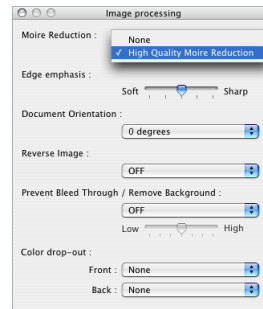 Image processing
Moire Reduction :
None
✓ High Quality Moire Reduction
Edge emphasis :
Soft Sharp
Document Orientation :
0 degrees
Reverse Image :
OFF
Prevent Bleed Through / Remove Background :
OFF
Low High
Color drop-out :
Front : None
Back : None